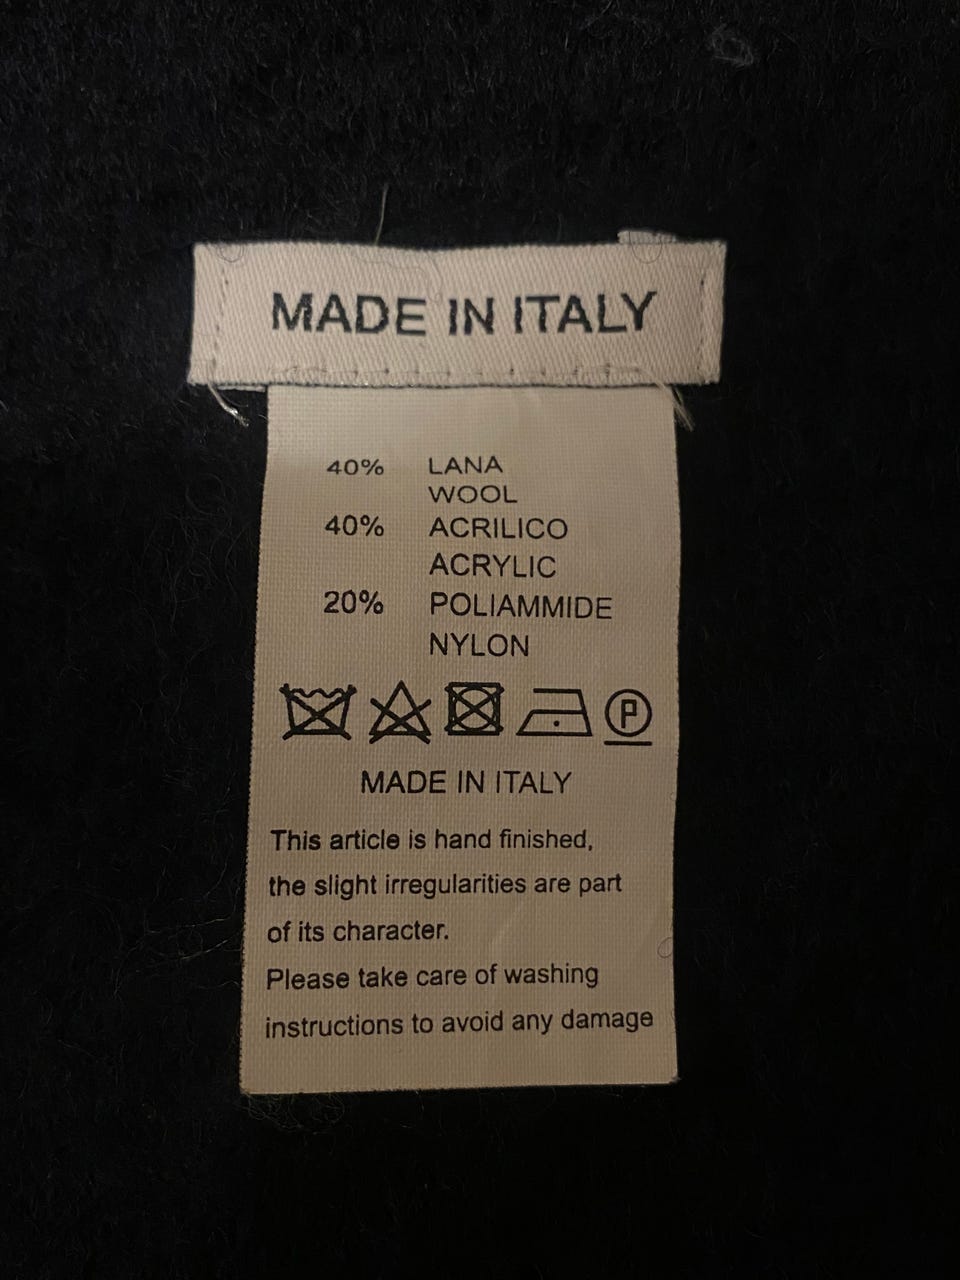 MADE IN ITALY
40% LANA
WOOL
40% ACRILICO
ACRYLIC
20% POLIAMMIDE
NYLON
P
MADE IN ITALY
This article is hand finished,
the slight irregularities are part
of its character.
Please take care of washing
instructions to avoid any damage